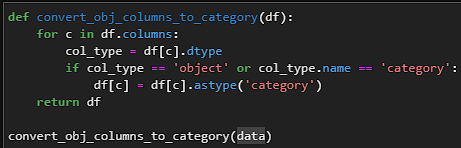 def convert_obj_columns_to_category(df):
    for c in df.columns:
        col_type = df[c].dtype
        if col_type == 'object' or col_type.name == 'category':
            df[c] = df[c].astype('category')
    return df

convert_obj_columns_to_category(data)